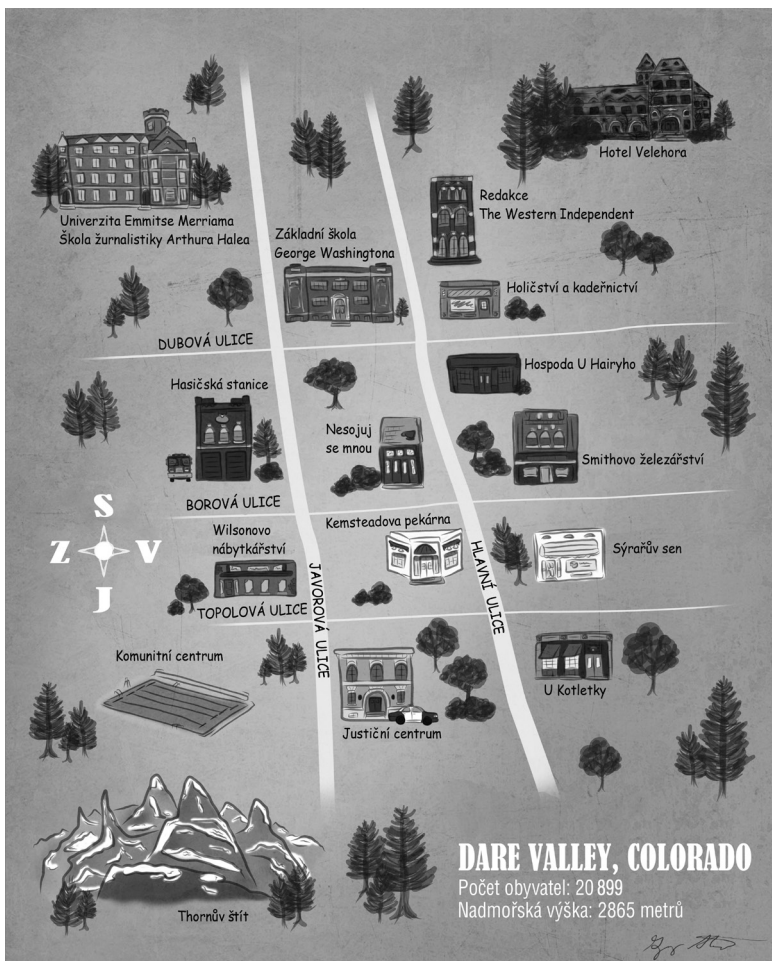 Hotel Velehora
Redakce
The Western Independent
Univerzita Emmitse Merriama
Škola žurnalistiky Arthura Halea
Základní škola
George Washingtona
Holičství a kadeřnictví
DUBOVÁ ULICE
Hospoda U Hairyho
Hasičská stanice
Nesojuj
se mnou
Smithovo železářství
BOROVÁ ULICE
S
Z V
J
Wilsonovo
nábytkářství
Kemsteadova pekárna
Sýrařův sen
HLAVNÍ ULICE
JAVOROVÁ ULICE
TOPOLOVÁ ULICE
Komunitní centrum
U Kotletky
Justiční centrum
Thornův štít
DARE VALLEY, COLORADO
Počet obyvatel: 20 899
Nadmořská výška: 2865 metrů